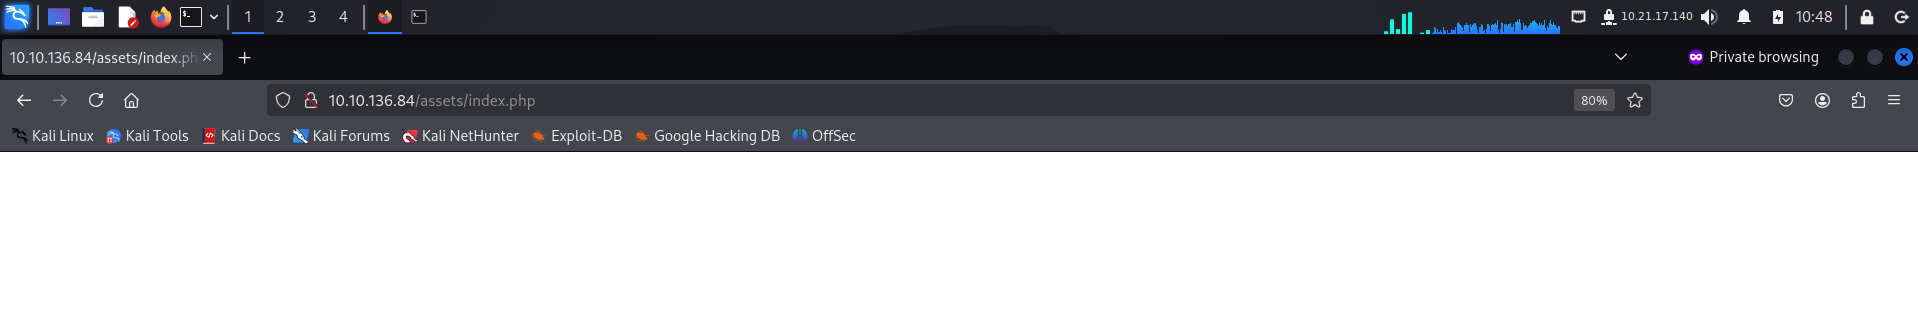 1 2 3 4 10.21.17.140 10:48
10.10.136.84/assets/index.ph Private browsing
10.10.136.84/assets/index.php 80%
Kali Linux Kali Tools Kali Docs Kali Forums Kali NetHunter Exploit-DB Google Hacking DB OffSec